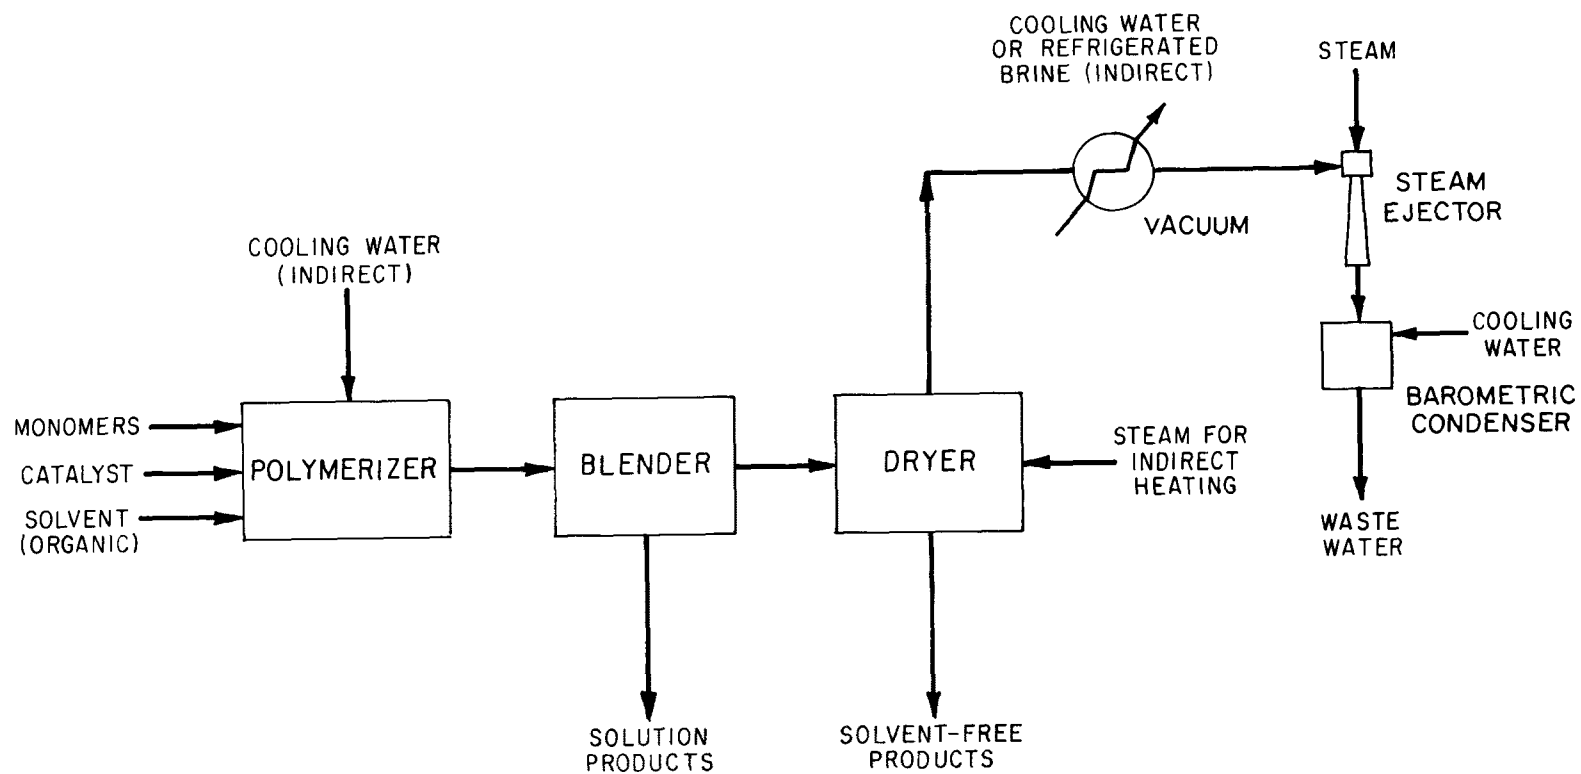 COOLING WATER
OR REFRIGERATED
BRINE (INDIRECT)
STEAM
STEAM
EJECTOR
VACUUM
COOLING WATER
(INDIRECT)
COOLING
WATER
BAROMETRIC
CONDENSER
MONOMERS
CATALYST
SOLVENT
(ORGANIC)
POLYMERIZER
BLENDER
DRYER
STEAM FOR
INDIRECT
HEATING
WASTE
WATER
SOLUTION
PRODUCTS
SOLVENT-FREE
PRODUCTS